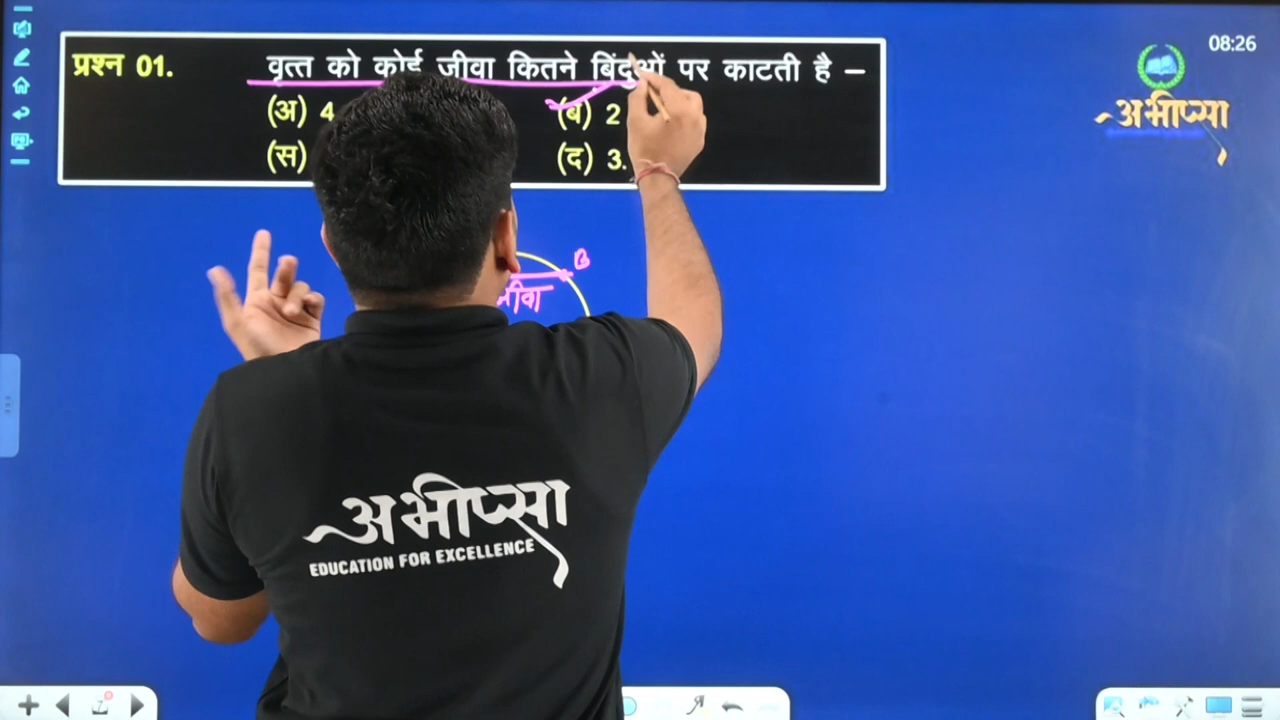 08:26
प्रश्न 01. वृत्त को कोई जीवा कितने बिंदुओं पर काटती है –
(अ) 4 (ब) 2
(स) (द) 3.
अभीप्सा
B
जीवा
अभीप्सा
EDUCATION FOR EXCELLENCE